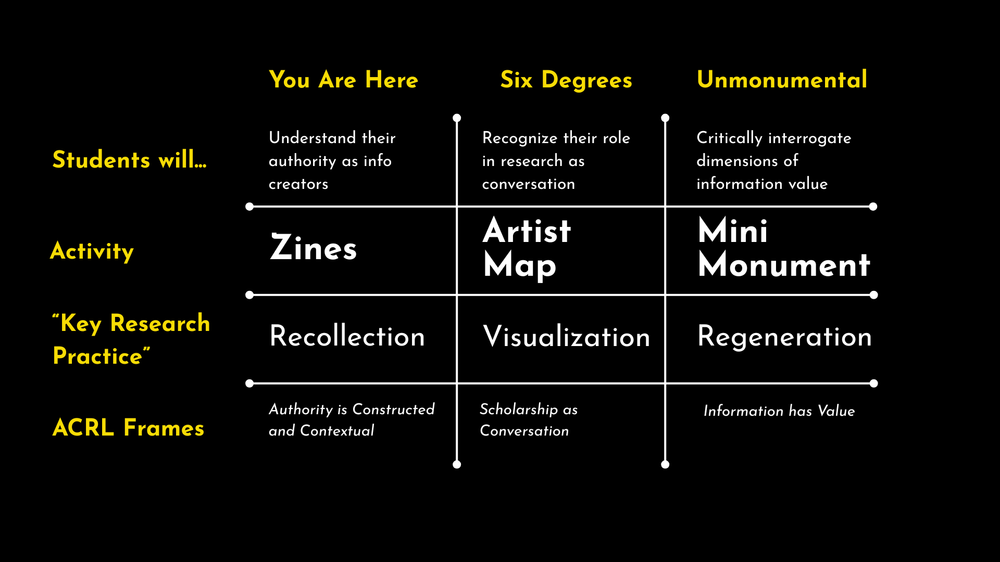 You Are Here
Six Degrees
Unmonumental
Students will...
Understand their
authority as info
creators
Recognize their role
in research as
conversation
Critically interrogate
dimensions of
information value
Activity
Zines
Artist
Map
Mini
Monument
“Key Research
Practice”
Recollection
Visualization
Regeneration
ACRL Frames
Authority is Constructed
and Contextual
Scholarship as
Conversation
Information has Value